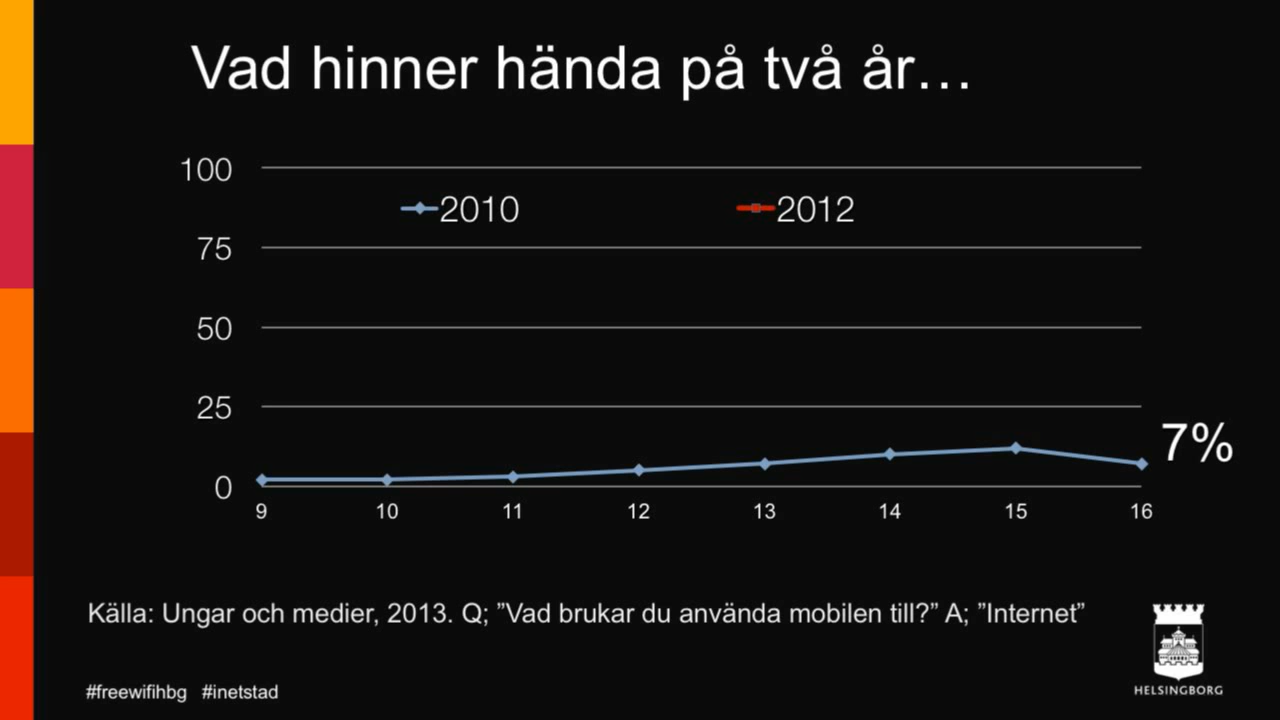 Vad hinner hända på två år…
100
2010
2012
75
50
25
7%
0
9 10 11 12 13 14 15 16
Källa: Ungar och medier, 2013. Q; ”Vad brukar du använda mobilen till?” A; ”Internet”
#freewifihbg #inetstad
HELSINGBORG